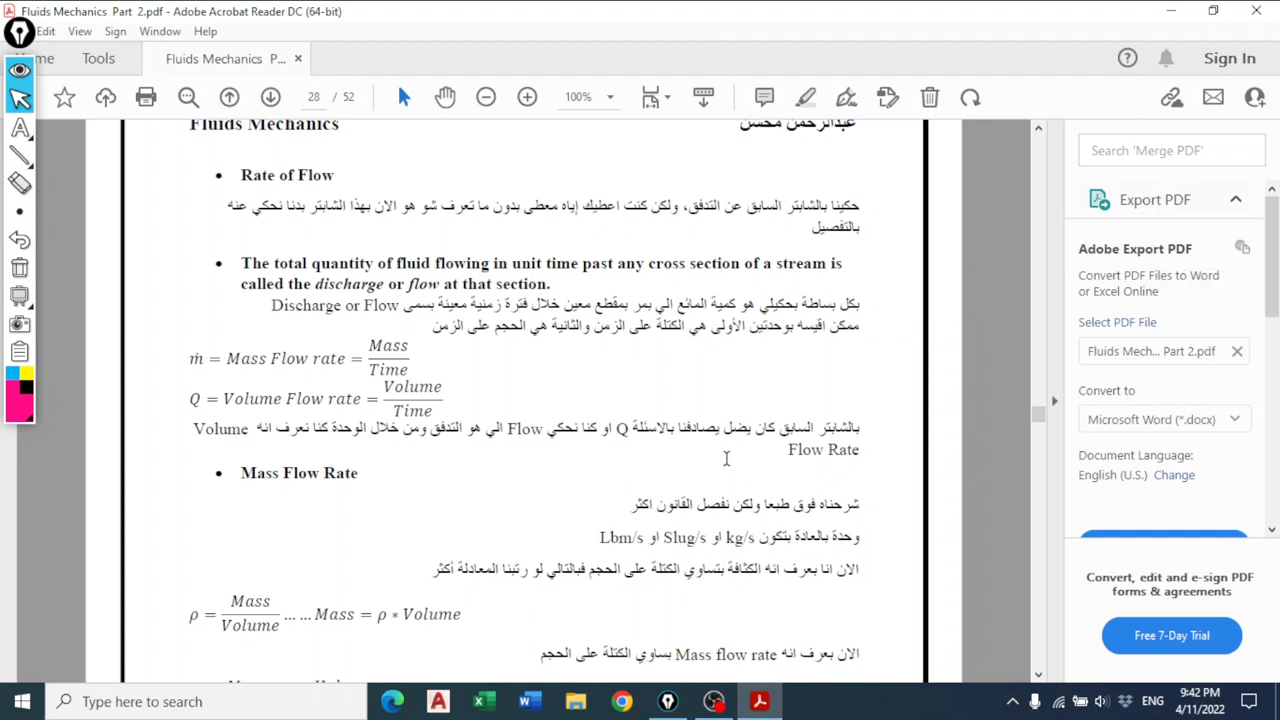 Fluids Mechanics Part 2.pdf - Adobe Acrobat Reader DC (64-bit)
Edit View Sign Window Help
ome Tools Fluids Mechanics P... × Sign In
28 / 52 100%
Fluids Mechanics عبدالرحمن محسن
• Rate of Flow
حكينا بالشابتر السابق عن التدفق، ولكن كنت اعطيك إياه معطى بدون ما تعرف شو هو الان بهذا الشابتر بدنا نحكي عنه
بالتفصيل
• The total quantity of fluid flowing in unit time past any cross section of a stream is
called the discharge or flow at that section.
بكل بساطة بحكيلي هو كمية المائع الي بمر بمقطع معين خلال فترة زمنية معينة بسمى Discharge or Flow
ممكن اقيسه بوحدتين الأولى هي الكتلة على الزمن والثانية هي الحجم على الزمن
ṁ = Mass Flow rate = Mass / Time
Q = Volume Flow rate = Volume / Time
بالشابتر السابق كان يضل يصادفنا بالاسئلة Q او كنا نحكي Flow الي هو التدفق ومن خلال الوحدة كنا نعرف انه Volume
Flow Rate
• Mass Flow Rate
شرحناه فوق طبعا ولكن نفصل القانون اكثر
وحدة بالعادة بتكون kg/s او Slug/s او Lbm/s
الان انا بعرف انه الكثافة بتساوي الكتلة على الحجم فبالتالي لو رتبنا المعادلة أكثر
ρ = Mass / Volume … … Mass = ρ ∗ Volume
الان بعرف انه Mass flow rate بساوي الكتلة على الحجم
Search 'Merge PDF'
Export PDF
Adobe Export PDF
Convert PDF Files to Word
or Excel Online
Select PDF File
Fluids Mech... Part 2.pdf ×
Convert to
Microsoft Word (*.docx)
Document Language:
English (U.S.) Change
Convert, edit and e-sign PDF
forms & agreements
Free 7-Day Trial
Type here to search
ENG
9:42 PM
4/11/2022